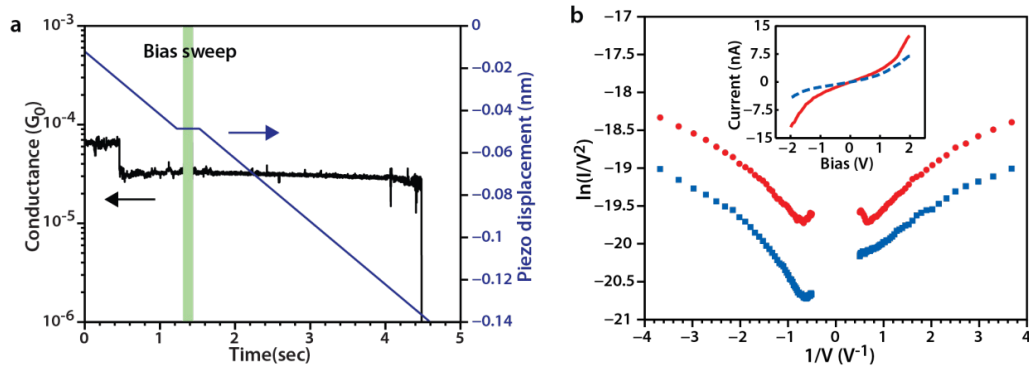 a
Bias sweep
Conductance (G₀)
10⁻³
10⁻⁴
10⁻⁵
10⁻⁶
0 1 2 3 4 5
Time(sec)
0
−0.02
−0.04
−0.06
−0.08
−0.1
−0.12
−0.14
Piezo displacement (nm)
b
ln(I/V²)
−17
−17.5
−18
−18.5
−19
−19.5
−20
−20.5
−21
−4 −3 −2 −1 0 1 2 3 4
1/V (V⁻¹)
Current (nA)
15
7.5
0
−7.5
−15
−2 −1 0 1 2
Bias (V)